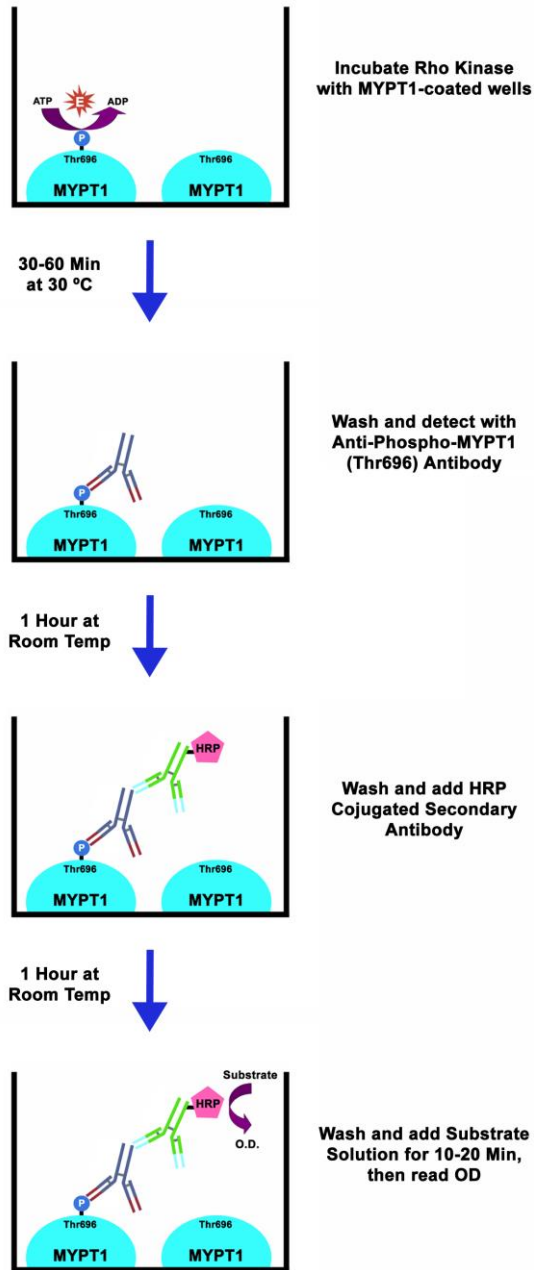 Incubate Rho Kinase
with MYPT1-coated wells
ATP
E
ADP
P
Thr696
Thr696
MYPT1
MYPT1
30-60 Min
at 30 ºC
Wash and detect with
Anti-Phospho-MYPT1
(Thr696) Antibody
P
Thr696
Thr696
MYPT1
MYPT1
1 Hour at
Room Temp
HRP
Wash and add HRP
Cojugated Secondary
Antibody
P
Thr696
Thr696
MYPT1
MYPT1
1 Hour at
Room Temp
Substrate
HRP
O.D.
Wash and add Substrate
Solution for 10-20 Min,
then read OD
P
Thr696
Thr696
MYPT1
MYPT1